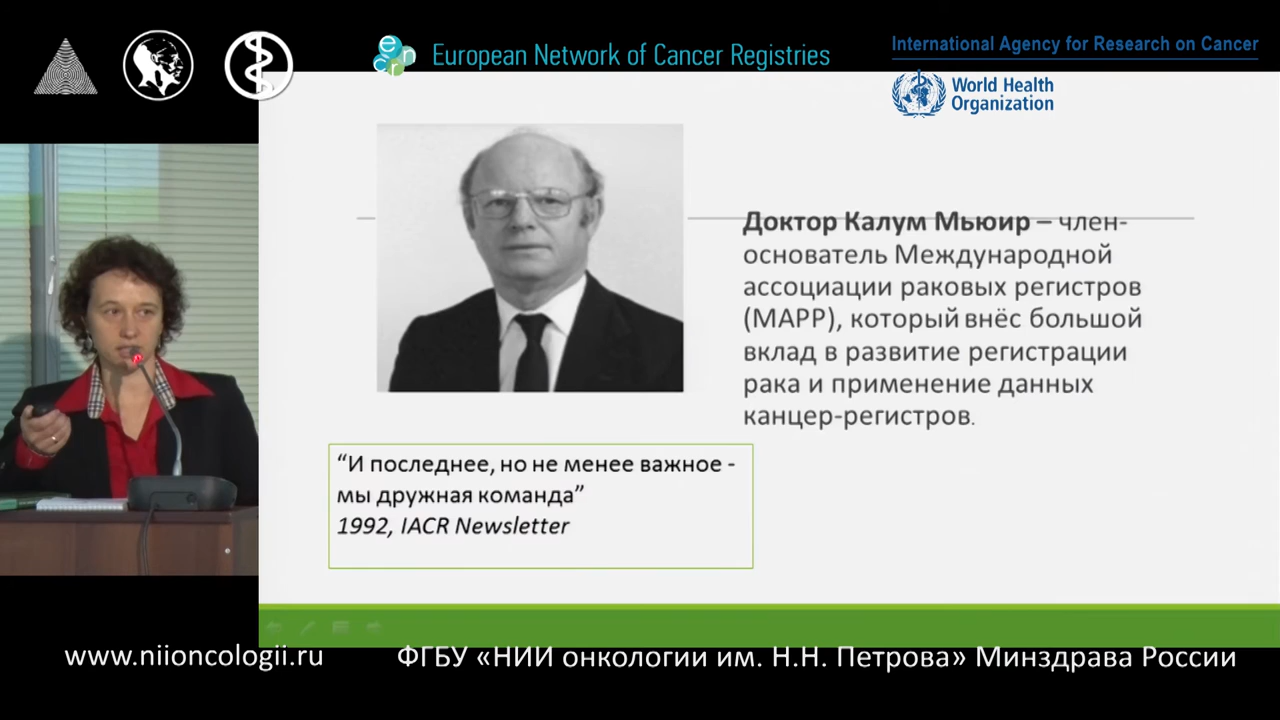 European Network of Cancer Registries
International Agency for Research on Cancer
World Health
Organization
Доктор Калум Мьюир – член-
основатель Международной
ассоциации раковых регистров
(МАРР), который внёс большой
вклад в развитие регистрации
рака и применение данных
канцер-регистров.
“И последнее, но не менее важное -
мы дружная команда”
1992, IACR Newsletter
www.niioncologii.ru
ФГБУ «НИИ онкологии им. Н.Н. Петрова» Минздрава России